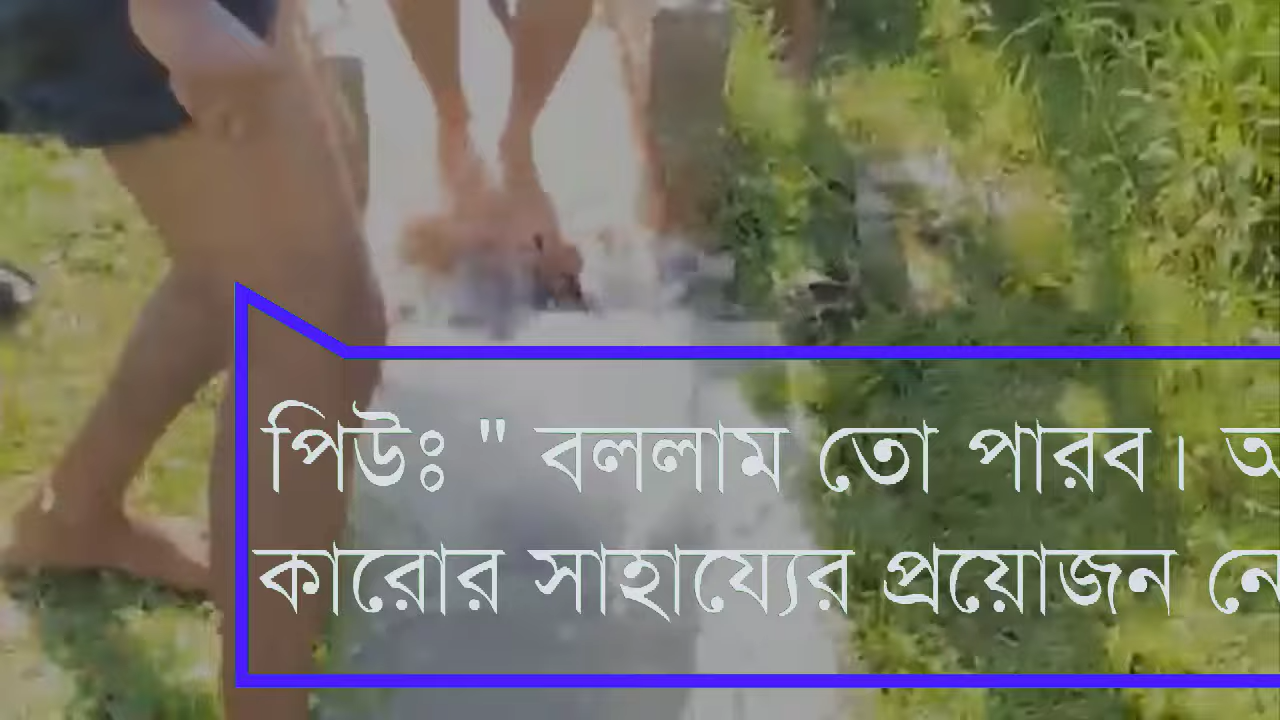 পিউঃ " বললাম তো পারব।
কারোর সাহায্যের প্রয়োজন